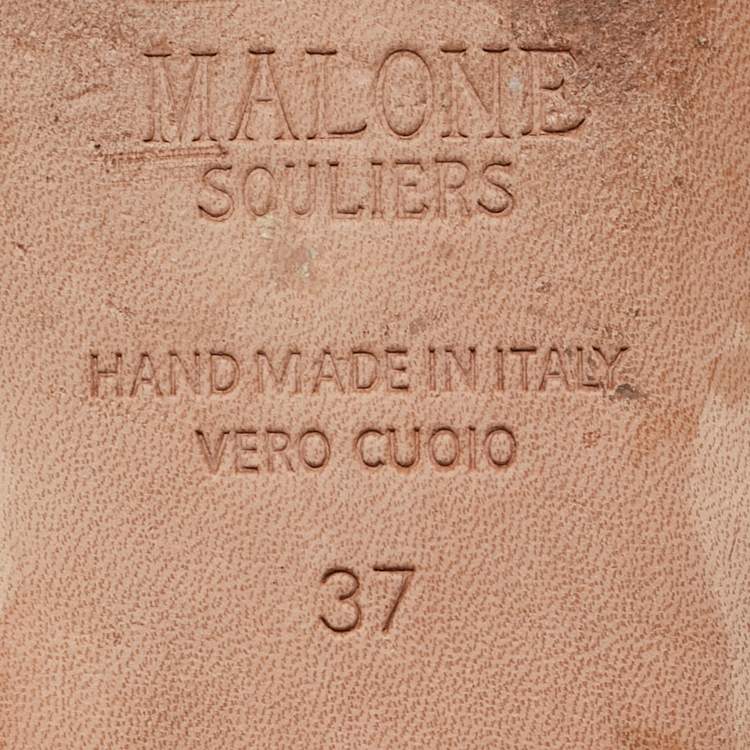 MALONE
SOULIERS
HAND MADE IN ITALY
VERO CUOIO
37